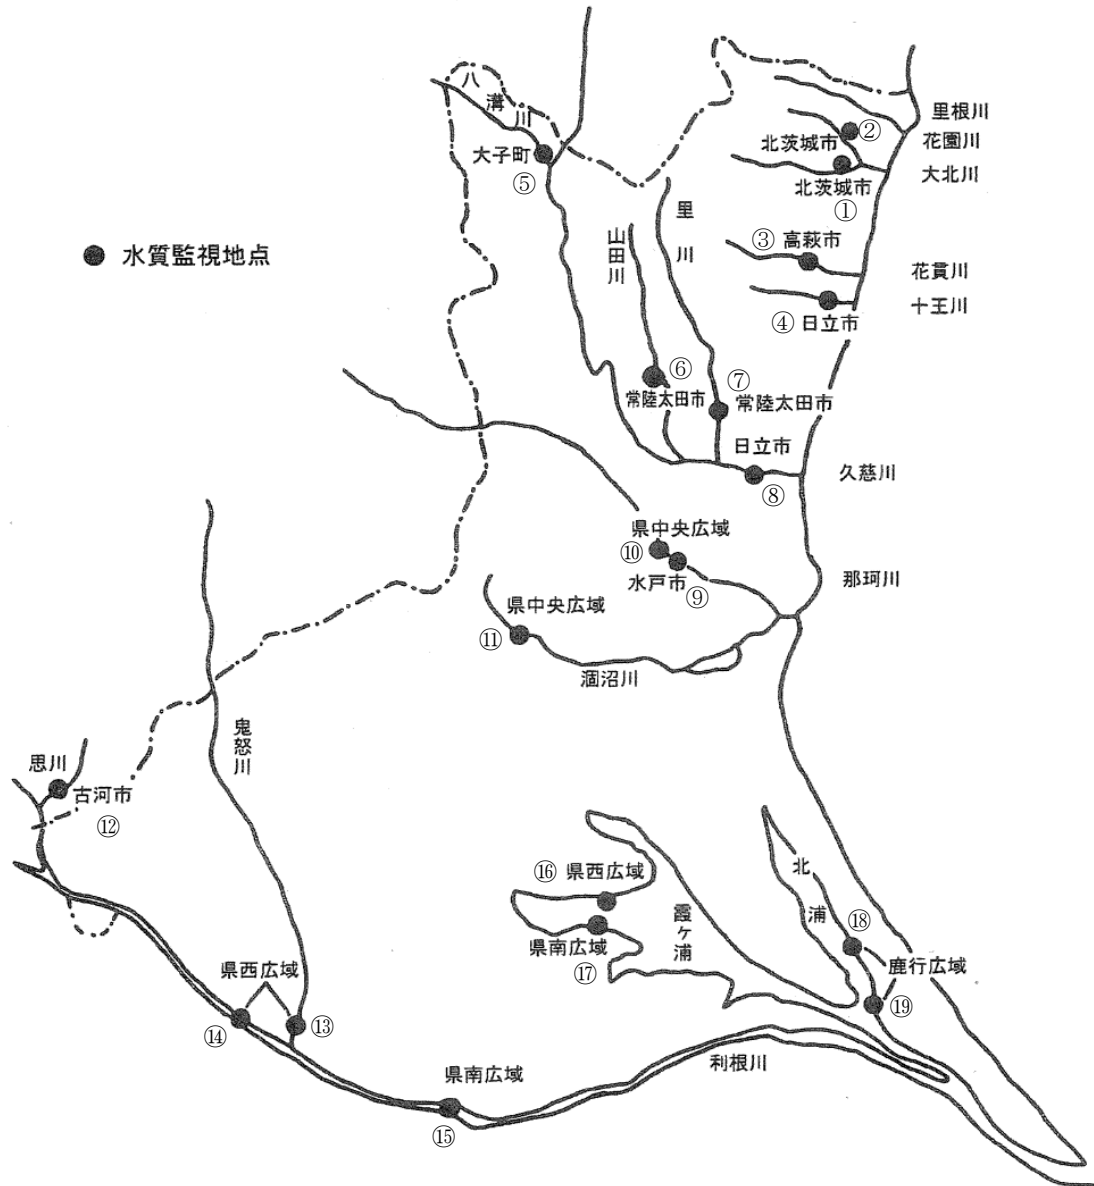 八溝川
里根川
②
花園川
北茨城市
大子町
大北川
⑤
北茨城市
①
里川
山田川
③ 高萩市
● 水質監視地点
花貫川
十王川
④ 日立市
⑥
⑦
常陸太田市
常陸太田市
日立市
久慈川
⑧
県中央広域
⑩
水戸市
⑨
那珂川
県中央広域
⑪
涸沼川
鬼怒川
思川
古河市
⑫
⑯ 県西広域
北浦
霞ヶ浦
⑱
県南広域
⑰
鹿行広域
県西広域
⑲
⑭
⑬
利根川
県南広域
⑮